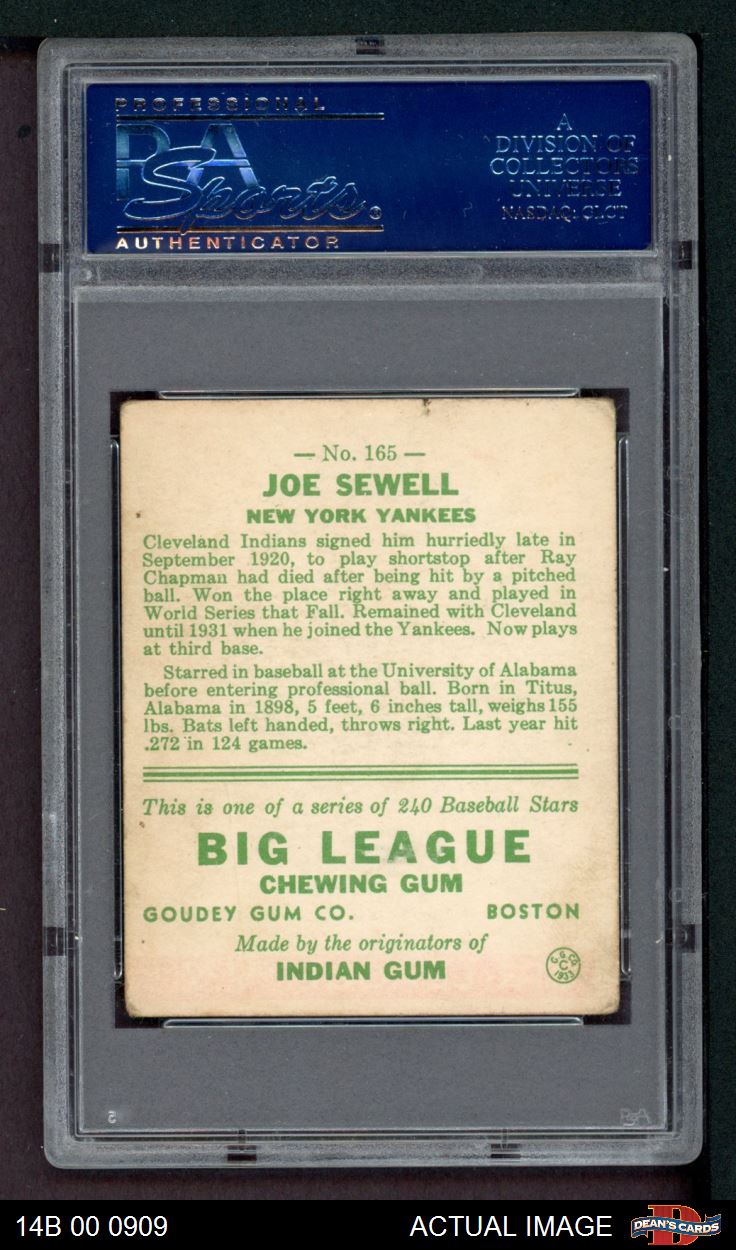 PROFESSIONAL
PSA
Sports
AUTHENTICATOR
A
DIVISION OF
COLLECTORS
UNIVERSE
NASDAQ: CLCT
— No. 165 —
JOE SEWELL
NEW YORK YANKEES
Cleveland Indians signed him hurriedly late in
September 1920, to play shortstop after Ray
Chapman had died after being hit by a pitched
ball. Won the place right away and played in
World Series that Fall. Remained with Cleveland
until 1931 when he joined the Yankees. Now plays
at third base.
Starred in baseball at the University of Alabama
before entering professional ball. Born in Titus,
Alabama in 1898, 5 feet, 6 inches tall, weighs 155
lbs. Bats left handed, throws right. Last year hit
.272 in 124 games.
This is one of a series of 240 Baseball Stars
BIG LEAGUE
CHEWING GUM
GOUDEY GUM CO. BOSTON
Made by the originators of
INDIAN GUM
G.G.CO.
C
1933
PSA
14B 00 0909 ACTUAL IMAGE DEAN'S CARDS